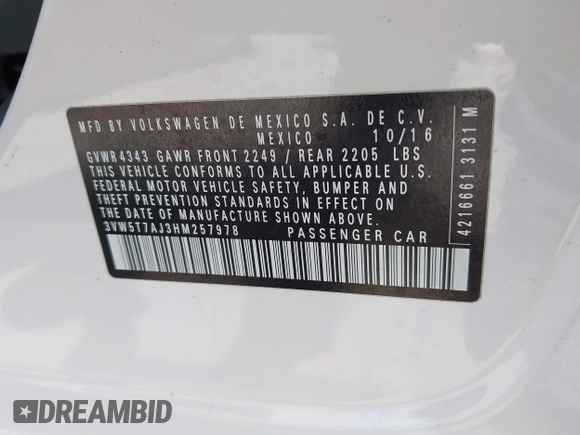 MFD BY VOLKSWAGEN DE MEXICO S.A. DE C.V.
MEXICO 10/16
GVWR 4343 GAWR FRONT 2249 / REAR 2205 LBS
THIS VEHICLE CONFORMS TO ALL APPLICABLE U.S.
FEDERAL MOTOR VEHICLE SAFETY, BUMPER AND
THEFT PREVENTION STANDARDS IN EFFECT ON
THE DATE OF MANUFACTURE SHOWN ABOVE.
3VW5T7AJ3HM257978 PASSENGER CAR
4216661 3131 M
DREAMBID